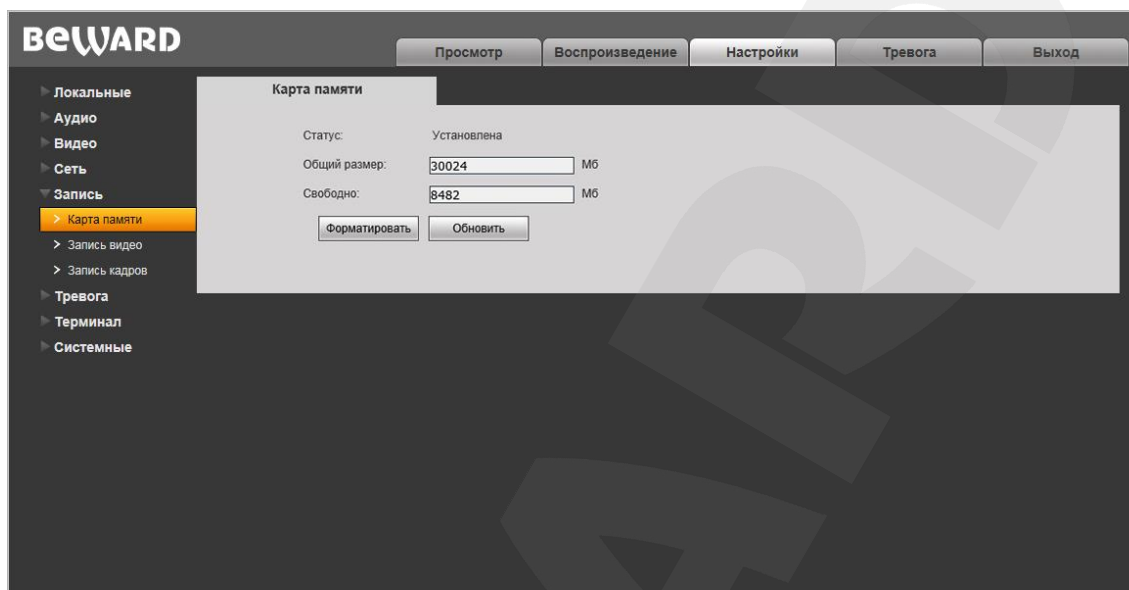 BEWARD
Просмотр Воспроизведение Настройки Тревога Выход
Локальные
Аудио
Видео
Сеть
Запись
Карта памяти
Запись видео
Запись кадров
Тревога
Терминал
Системные
Карта памяти
Статус: Установлена
Общий размер: 30024 Мб
Свободно: 8482 Мб
Форматировать Обновить